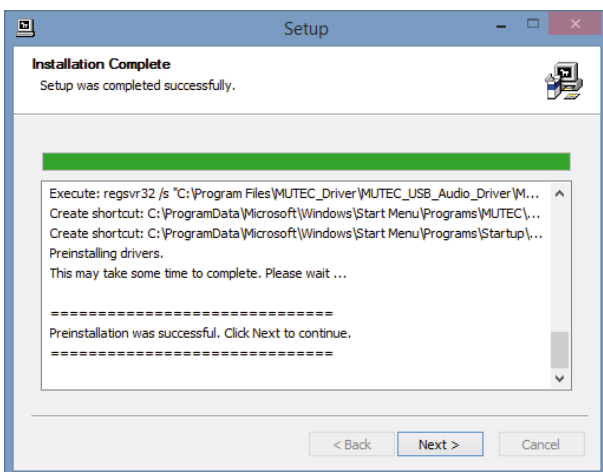 Setup
Installation Complete
Setup was completed successfully.
Execute: regsvr32 /s "C:\Program Files\MUTEC_Driver\MUTEC_USB_Audio_Driver\M...
Create shortcut: C:\ProgramData\Microsoft\Windows\Start Menu\Programs\MUTEC\...
Create shortcut: C:\ProgramData\Microsoft\Windows\Start Menu\Programs\Startup\...
Preinstalling drivers.
This may take some time to complete. Please wait ...
==============================
Preinstallation was successful. Click Next to continue.
==============================
< Back
Next >
Cancel